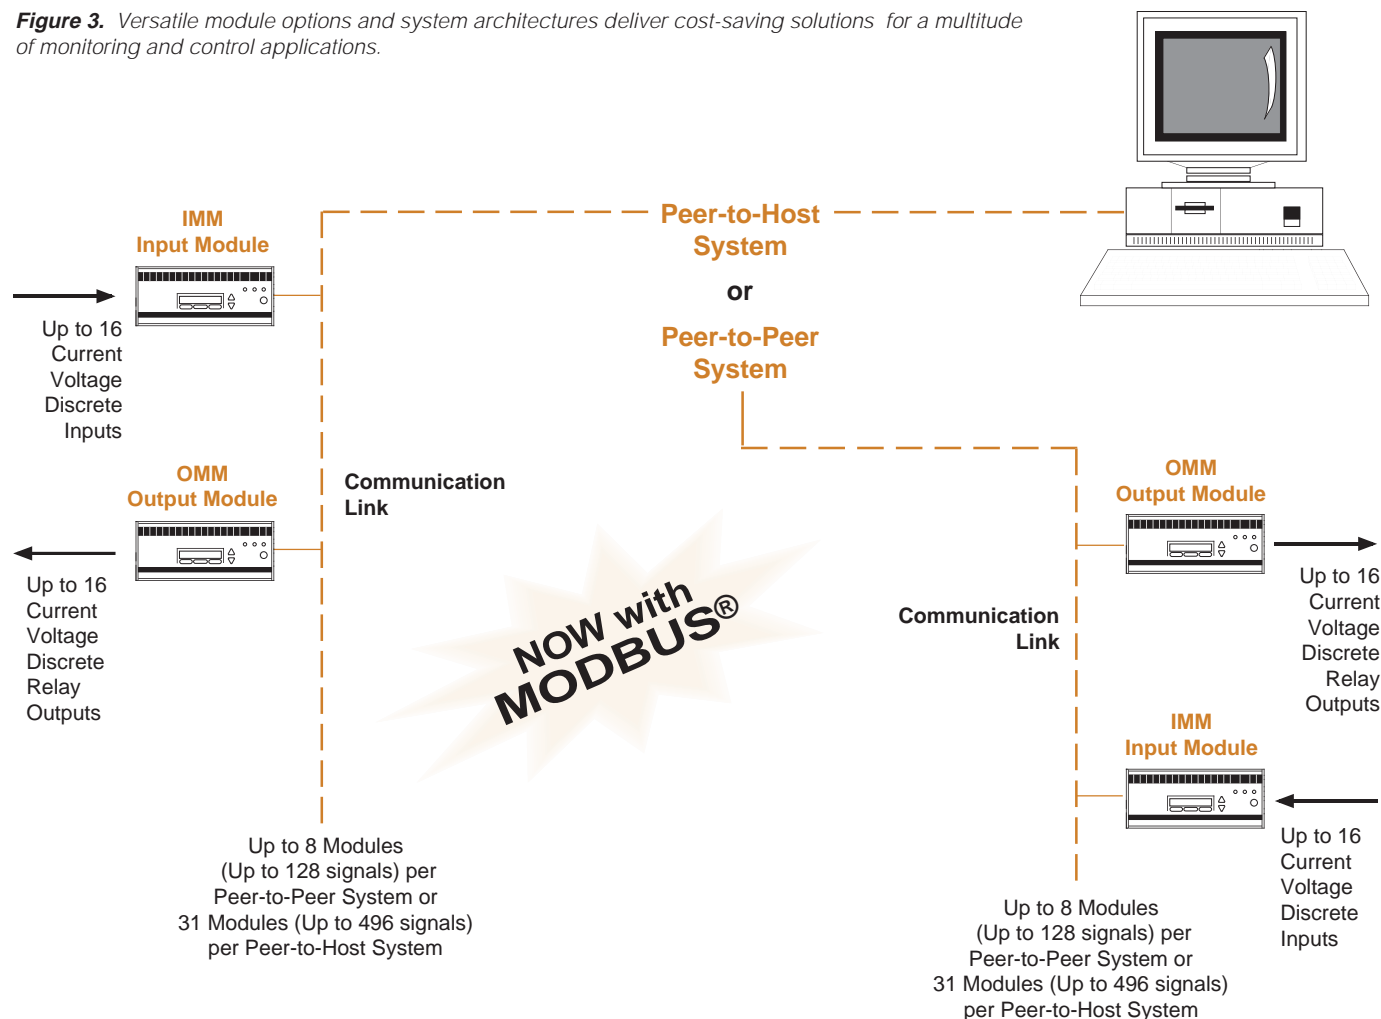 Figure 3. Versatile module options and system architectures deliver cost-saving solutions for a multitude
of monitoring and control applications.
IMM
Input Module
Up to 16
Current
Voltage
Discrete
Inputs
OMM
Output Module
Up to 16
Current
Voltage
Discrete
Relay
Outputs
Communication
Link
Peer-to-Host
System
or
Peer-to-Peer
System
NOW with
MODBUS®
Up to 8 Modules
(Up to 128 signals) per
Peer-to-Peer System or
31 Modules (Up to 496 signals)
per Peer-to-Host System
Communication
Link
OMM
Output Module
Up to 16
Current
Voltage
Discrete
Relay
Outputs
IMM
Input Module
Up to 16
Current
Voltage
Discrete
Inputs
Up to 8 Modules
(Up to 128 signals) per
Peer-to-Peer System or
31 Modules (Up to 496 signals)
per Peer-to-Host System